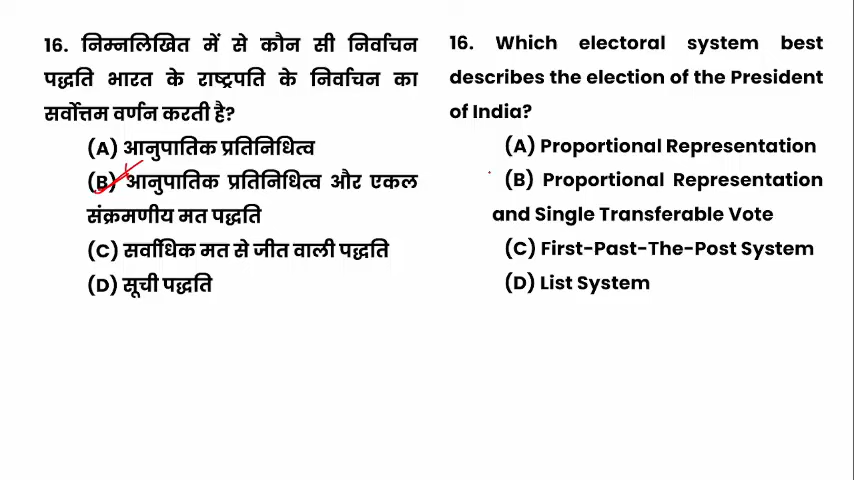 16. निम्नलिखित में से कौन सी निर्वाचन
पद्धति भारत के राष्ट्रपति के निर्वाचन का
सर्वोत्तम वर्णन करती है?
(A) आनुपातिक प्रतिनिधित्व
(B) आनुपातिक प्रतिनिधित्व और एकल
संक्रमणीय मत पद्धति
(C) सर्वाधिक मत से जीत वाली पद्धति
(D) सूची पद्धति
16. Which electoral system best
describes the election of the President
of India?
(A) Proportional Representation
(B) Proportional Representation
and Single Transferable Vote
(C) First-Past-The-Post System
(D) List System